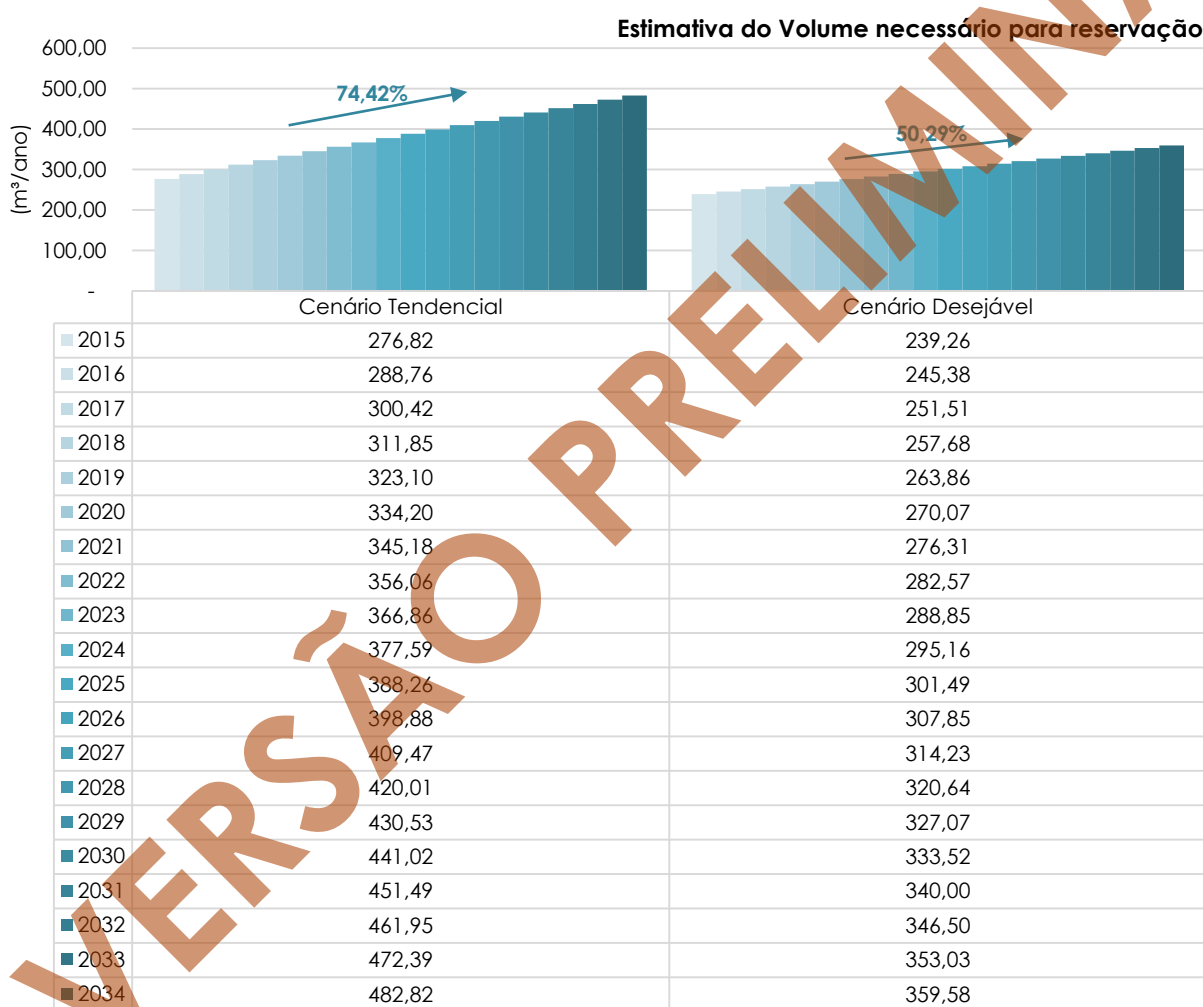 Estimativa do Volume necessário para reservação
600,00
500,00
400,00
300,00
200,00
100,00
-
(m³/ano)
74,42%
50,29%
Cenário Tendencial Cenário Desejável
2015 276,82 239,26
2016 288,76 245,38
2017 300,42 251,51
2018 311,85 257,68
2019 323,10 263,86
2020 334,20 270,07
2021 345,18 276,31
2022 356,06 282,57
2023 366,86 288,85
2024 377,59 295,16
2025 388,26 301,49
2026 398,88 307,85
2027 409,47 314,23
2028 420,01 320,64
2029 430,53 327,07
2030 441,02 333,52
2031 451,49 340,00
2032 461,95 346,50
2033 472,39 353,03
2034 482,82 359,58
VERSÃO PRELIMINA